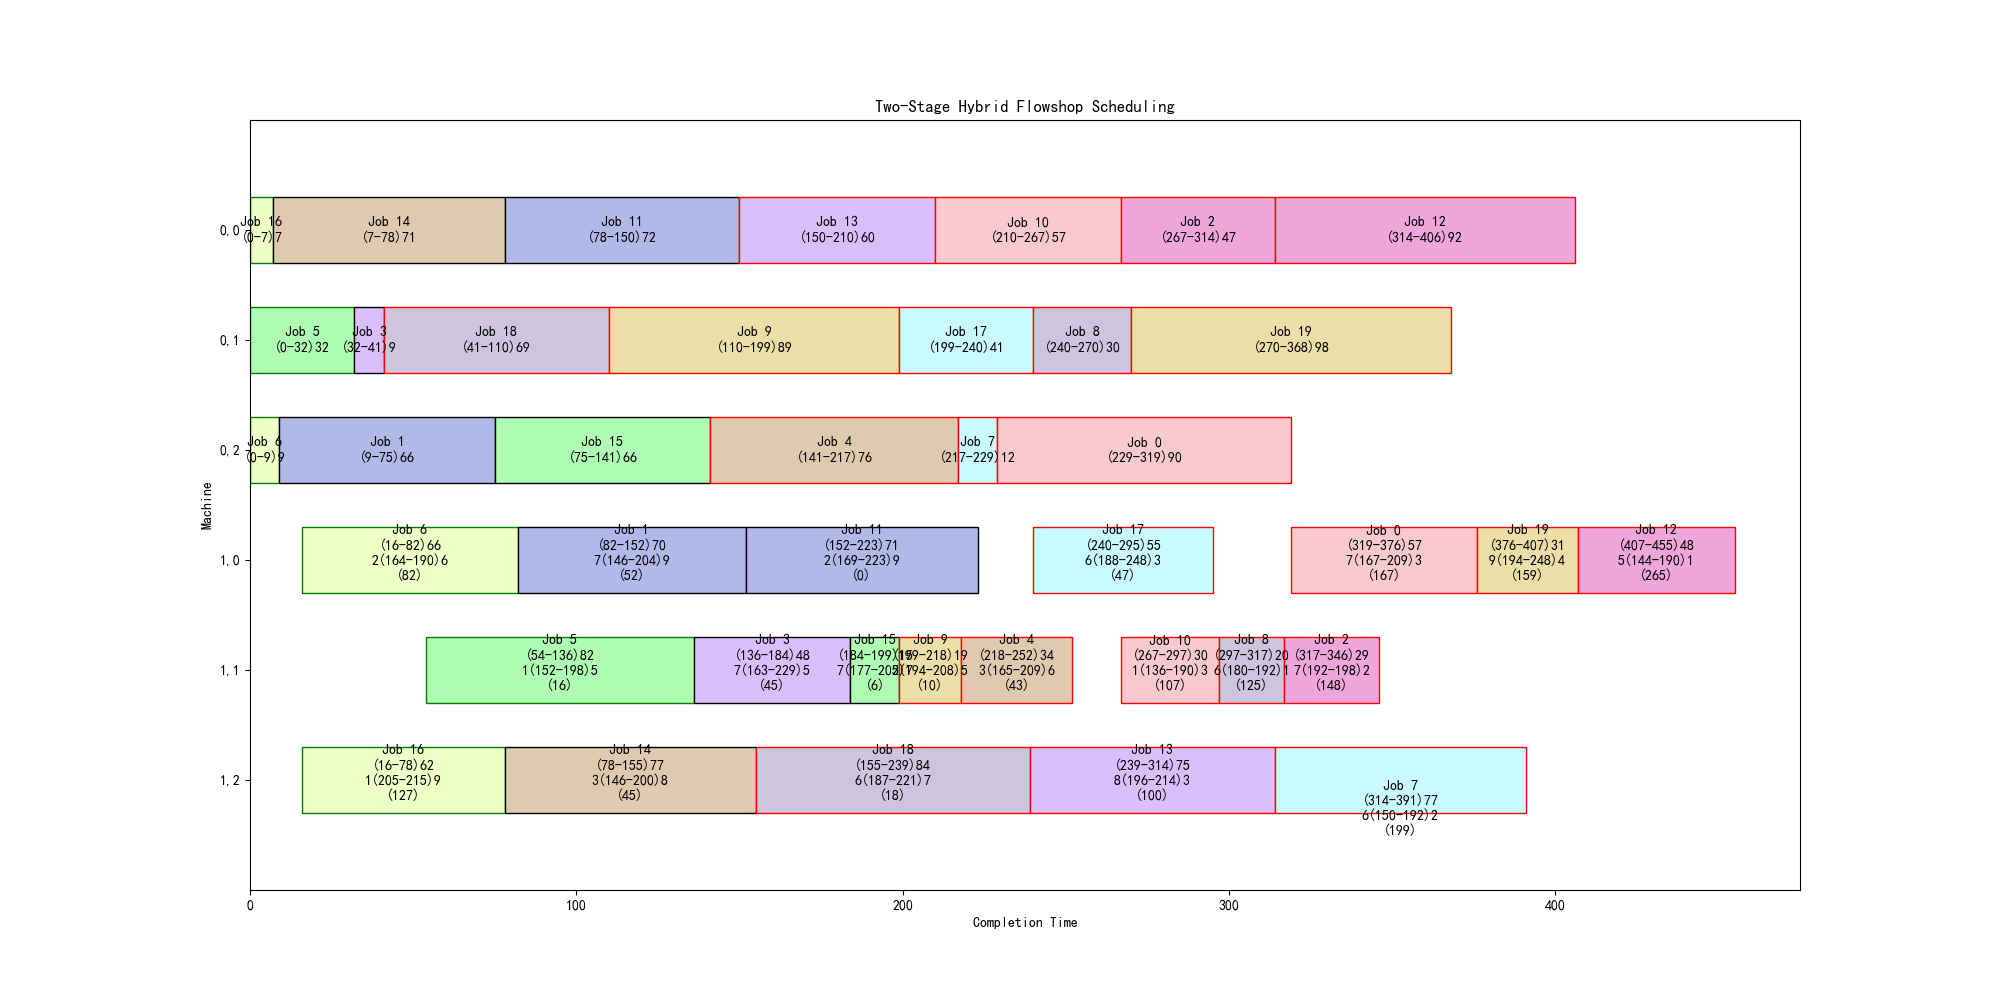 Two-Stage Hybrid Flowshop Scheduling
0,0
Job 16
(0-7)7
Job 14
(7-78)71
Job 11
(78-150)72
Job 13
(150-210)60
Job 10
(210-267)57
Job 2
(267-314)47
Job 12
(314-406)92
0,1
Job 5
(0-32)32
Job 3
(32-41)9
Job 18
(41-110)69
Job 9
(110-199)89
Job 17
(199-240)41
Job 8
(240-270)30
Job 19
(270-368)98
0,2
Job 6
(0-9)9
Job 1
(9-75)66
Job 15
(75-141)66
Job 4
(141-217)76
Job 7
(217-229)12
Job 0
(229-319)90
Machine
1,0
Job 6
(16-82)66
2(164-190)6
(82)
Job 1
(82-152)70
7(146-204)9
(52)
Job 11
(152-223)71
2(169-223)9
(0)
Job 17
(240-295)55
6(188-248)3
(47)
Job 0
(319-376)57
7(167-209)3
(167)
Job 19
(376-407)31
9(194-248)4
(159)
Job 12
(407-455)48
5(144-190)1
(265)
1,1
Job 5
(54-136)82
1(152-198)5
(16)
Job 3
(136-184)48
7(163-229)5
(45)
Job 15
(184-199)15
(6)
Job 9
(199-218)19
(10)
Job 4
(218-252)34
3(165-209)6
(43)
Job 10
(267-297)30
1(136-190)3
(107)
Job 8
(297-317)20
6(180-192)1
(125)
Job 2
(317-346)29
7(192-198)2
(148)
1,2
Job 16
(16-78)62
1(205-215)9
(127)
Job 14
(78-155)77
3(146-200)8
(45)
Job 18
(155-239)84
6(187-221)7
(18)
Job 13
(239-314)75
8(196-214)3
(100)
Job 7
(314-391)77
6(150-192)2
(199)
0
100
200
300
400
Completion Time